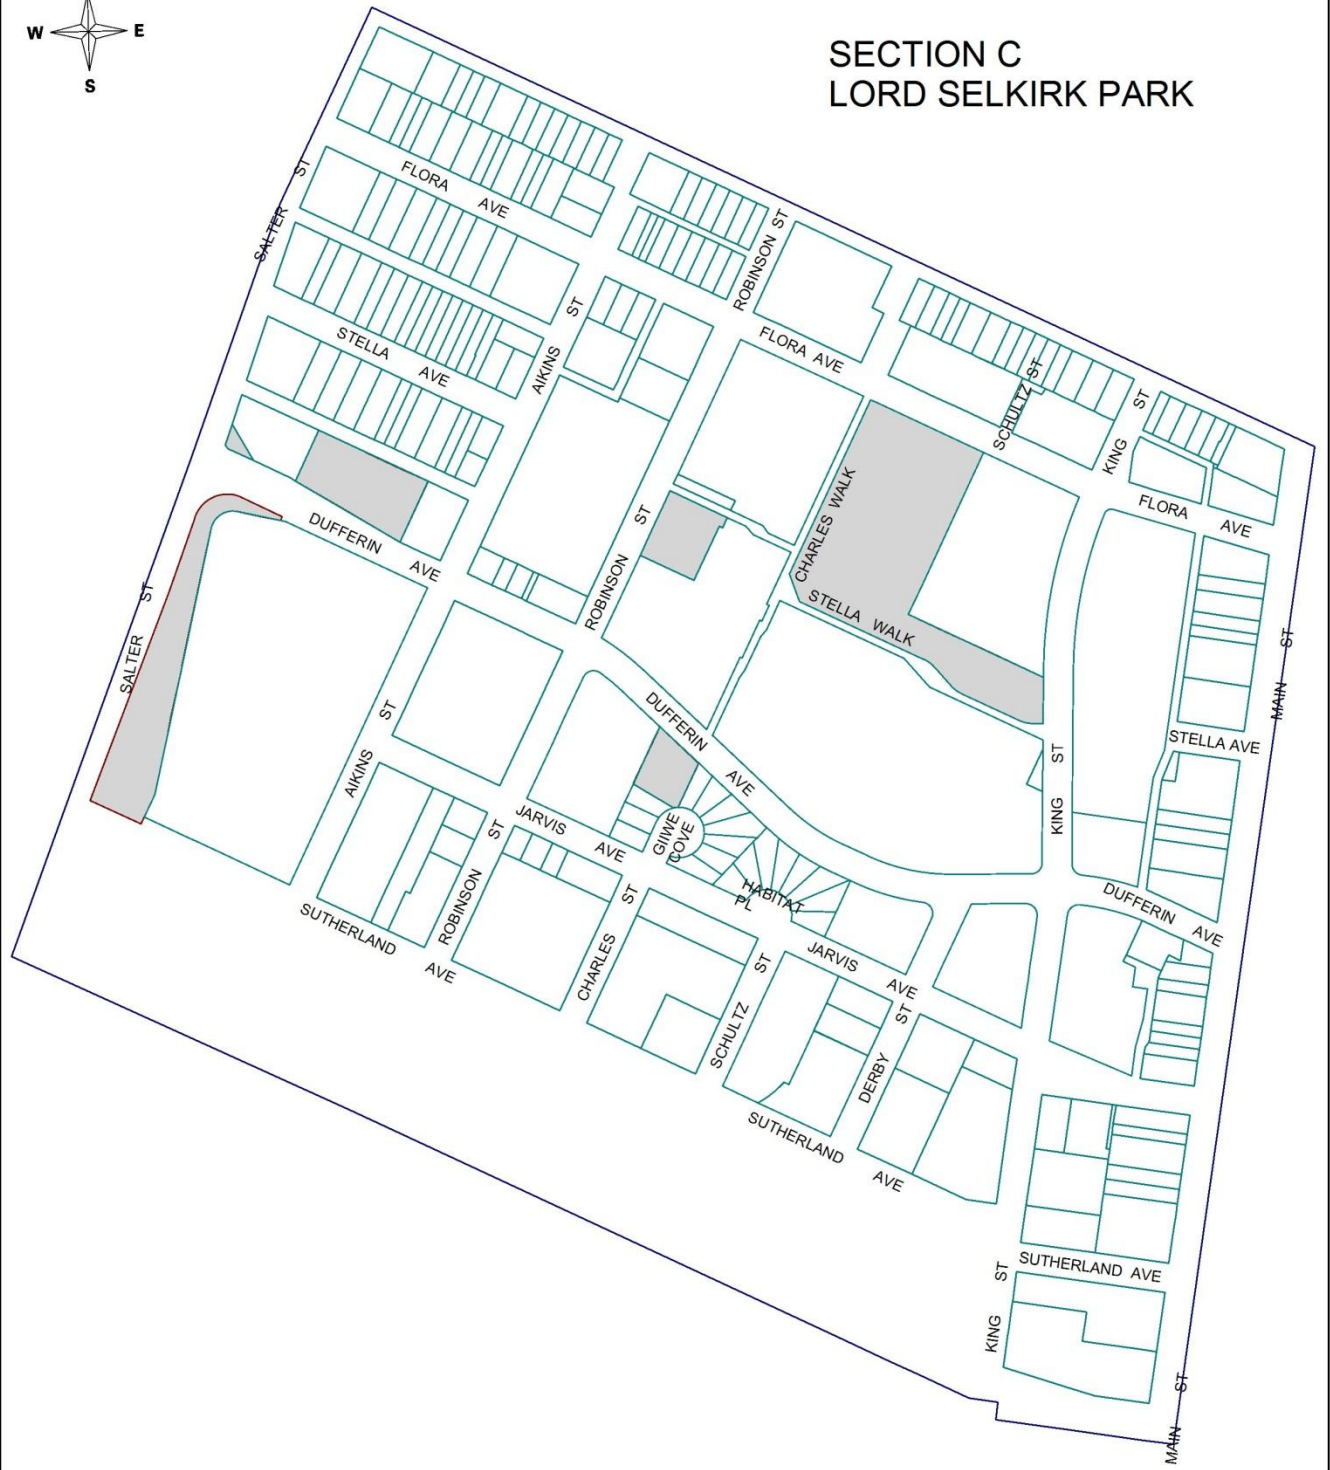 W E
S
SECTION C
LORD SELKIRK PARK
SALTER ST
FLORA AVE
ROBINSON ST
STELLA AVE
AIKINS ST
FLORA AVE
SCHULTZ ST
KING ST
FLORA AVE
CHARLES WALK
STELLA WALK
DUFFERIN AVE
ROBINSON ST
SALTER ST
MAIN ST
STELLA AVE
DUFFERIN AVE
AIKINS ST
KING ST
JARVIS AVE
GIIWE COVE
HABITAT PL
DUFFERIN AVE
ROBINSON ST
SUTHERLAND AVE
CHARLES ST
JARVIS AVE
SCHULTZ ST
DERBY ST
SUTHERLAND AVE
SUTHERLAND AVE
KING ST
MAIN ST